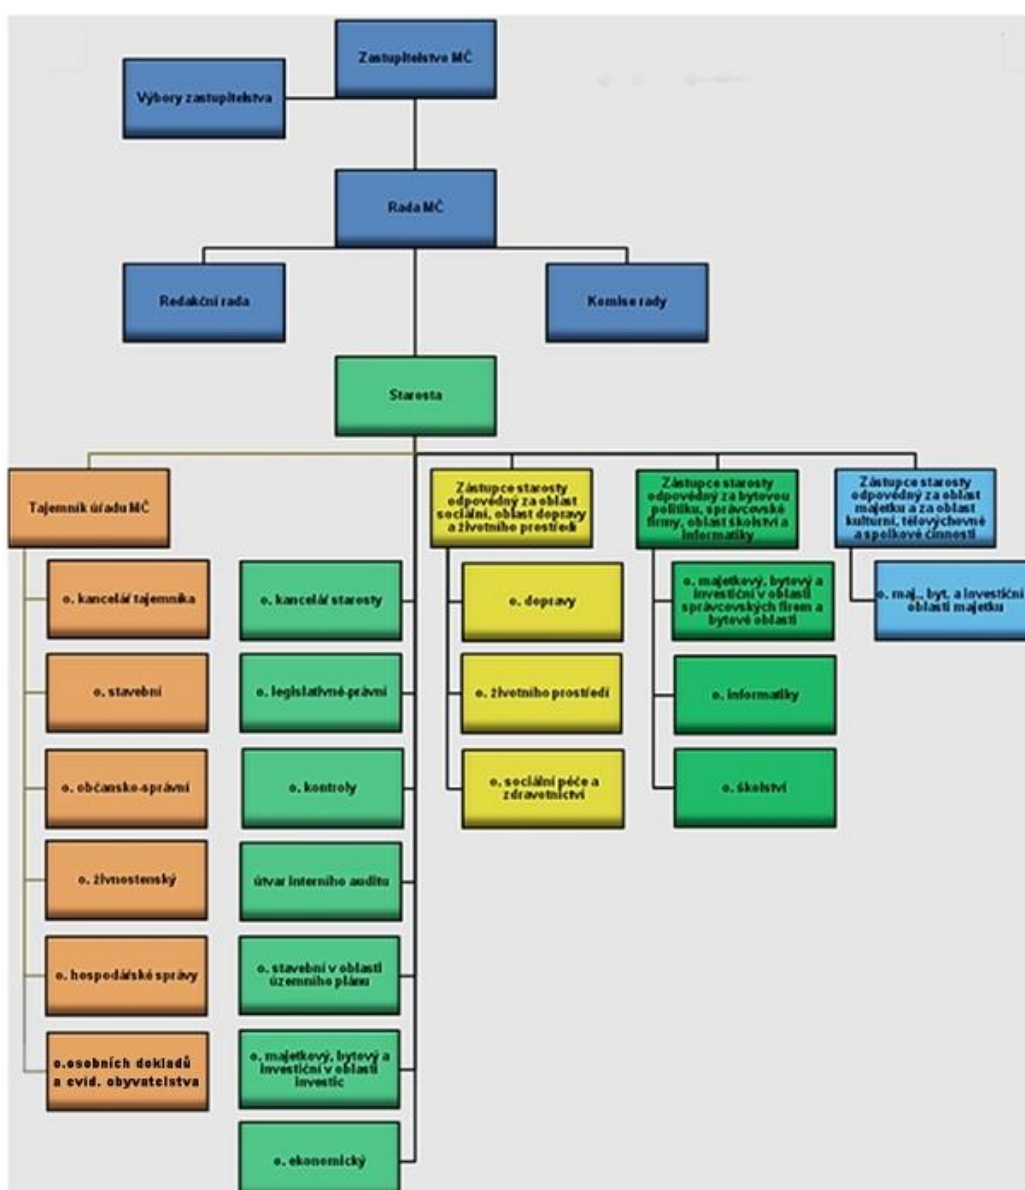 Zastupitelstvo MČ
Výbory zastupitelstva
Rada MČ
Redakční rada
Komise rady
Starosta
Tajemník úřadu MČ
Zástupce starosty
odpovědný za oblast
sociální, oblast dopravy
a životního prostředí
Zástupce starosty
odpovědný za bytovou
politiku, správcovské
firmy, oblast školství a
informatiky
Zástupce starosty
odpovědný za oblast
majetku a za oblast
kulturní, tělovýchovné
a spolkové činnosti
o. kancelář tajemníka
o. stavební
o. občansko-správní
o. živnostenský
o. hospodářské správy
o.osobních dokladů
a evid. obyvatelstva
o. kancelář starosty
o. legislativně-právní
o. kontroly
útvar interního auditu
o. stavební v oblasti
územního plánu
o. majetkový, bytový a
investiční v oblasti
investic
o. ekonomický
o. dopravy
o. životního prostředí
o. sociální péče a
zdravotnictví
o. majetkový, bytový a
investiční v oblasti
správcovských firem a
bytové oblasti
o. informatiky
o. školství
o. maj., byt. a investiční
oblasti majetku